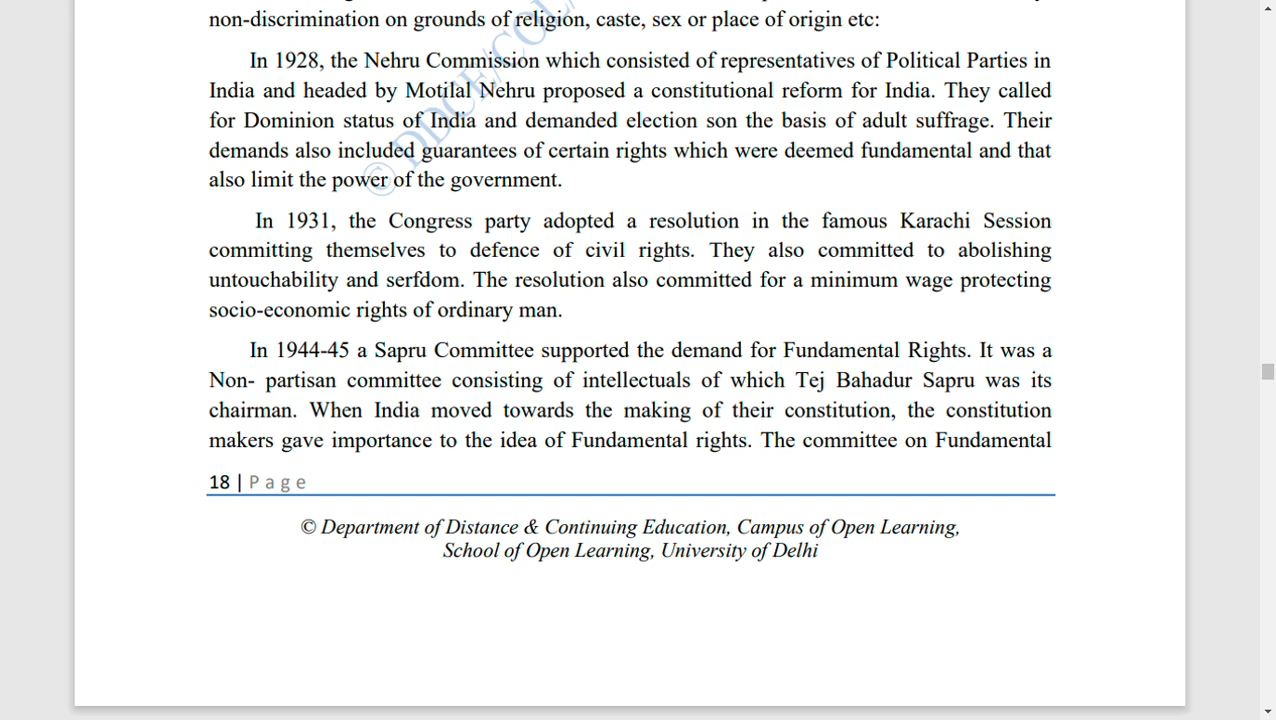 non-discrimination on grounds of religion, caste, sex or place of origin etc:
In 1928, the Nehru Commission which consisted of representatives of Political Parties in
India and headed by Motilal Nehru proposed a constitutional reform for India. They called
for Dominion status of India and demanded election son the basis of adult suffrage. Their
demands also included guarantees of certain rights which were deemed fundamental and that
also limit the power of the government.
In 1931, the Congress party adopted a resolution in the famous Karachi Session
committing themselves to defence of civil rights. They also committed to abolishing
untouchability and serfdom. The resolution also committed for a minimum wage protecting
socio-economic rights of ordinary man.
In 1944-45 a Sapru Committee supported the demand for Fundamental Rights. It was a
Non- partisan committee consisting of intellectuals of which Tej Bahadur Sapru was its
chairman. When India moved towards the making of their constitution, the constitution
makers gave importance to the idea of Fundamental rights. The committee on Fundamental
18 | Page
© Department of Distance & Continuing Education, Campus of Open Learning,
School of Open Learning, University of Delhi
© DDCE/COL